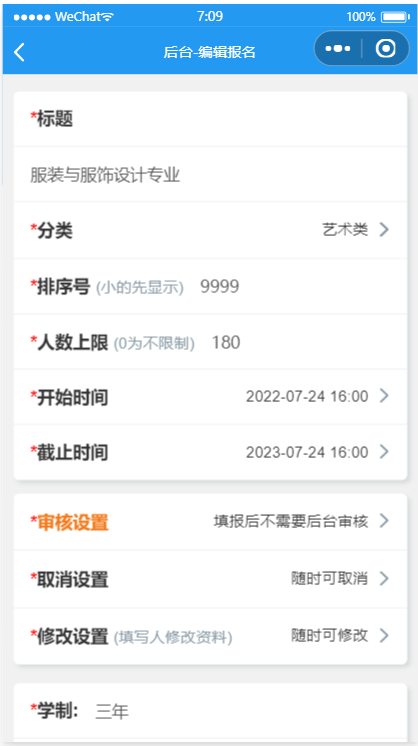 WeChat 7:09 100%
后台-编辑报名
*标题
服装与服饰设计专业
*分类 艺术类
*排序号 (小的先显示) 9999
*人数上限 (0为不限制) 180
*开始时间 2022-07-24 16:00
*截止时间 2023-07-24 16:00
*审核设置 填报后不需要后台审核
*取消设置 随时可取消
*修改设置 (填写人修改资料) 随时可修改
*学制: 三年